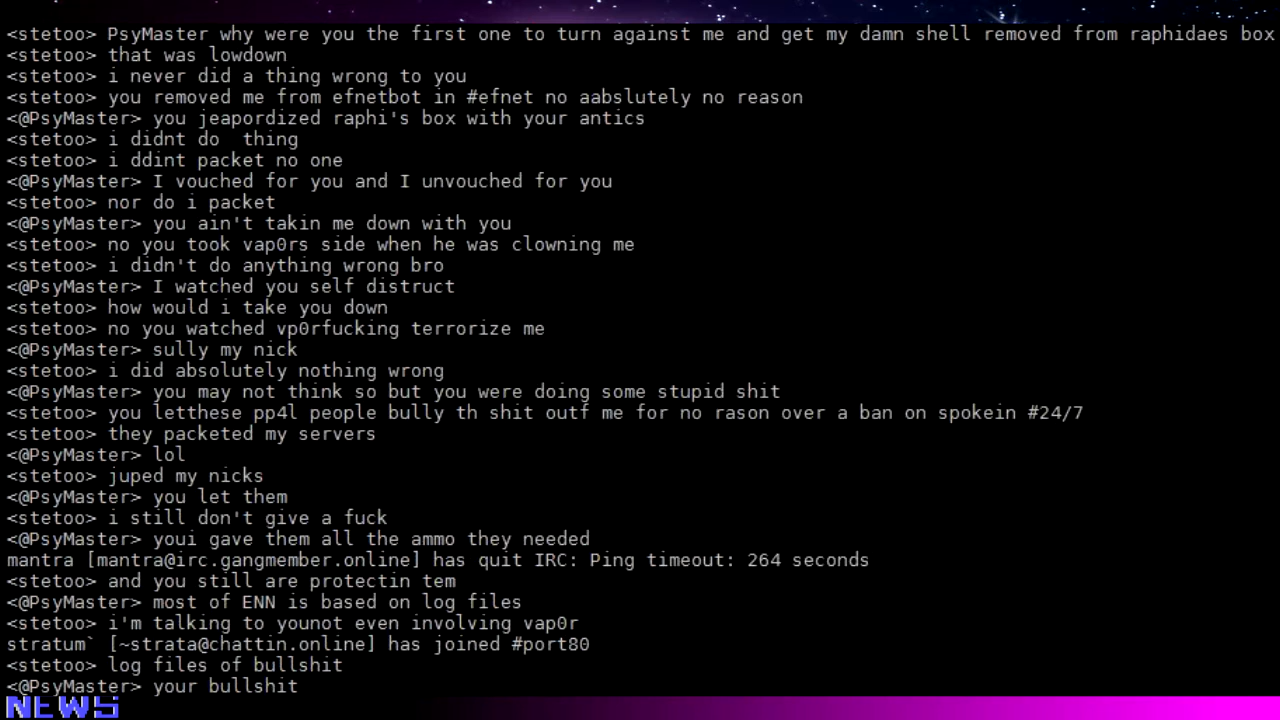 <stetoo> PsyMaster why were you the first one to turn against me and get my damn shell removed from raphidaes box
<stetoo> that was lowdown
<stetoo> i never did a thing wrong to you
<stetoo> you removed me from efnetbot in #efnet no aabslutely no reason
<@PsyMaster> you jeapordized raphi's box with your antics
<stetoo> i didnt do  thing
<stetoo> i ddint packet no one
<@PsyMaster> I vouched for you and I unvouched for you
<stetoo> nor do i packet
<@PsyMaster> you ain't takin me down with you
<stetoo> no you took vap0rs side when he was clowning me
<stetoo> i didn't do anything wrong bro
<@PsyMaster> I watched you self distruct
<stetoo> how would i take you down
<stetoo> no you watched vp0rfucking terrorize me
<@PsyMaster> sully my nick
<stetoo> i did absolutely nothing wrong
<@PsyMaster> you may not think so but you were doing some stupid shit
<stetoo> you letthese pp4l people bully th shit outf me for no rason over a ban on spokein #24/7
<stetoo> they packeted my servers
<@PsyMaster> lol
<stetoo> juped my nicks
<@PsyMaster> you let them
<stetoo> i still don't give a fuck
<@PsyMaster> youi gave them all the ammo they needed
mantra [mantra@irc.gangmember.online] has quit IRC: Ping timeout: 264 seconds
<stetoo> and you still are protectin tem
<@PsyMaster> most of ENN is based on log files
<stetoo> i'm talking to younot even involving vap0r
stratum` [~strata@chattin.online] has joined #port80
<stetoo> log files of bullshit
<@PsyMaster> your bullshit
NEWS